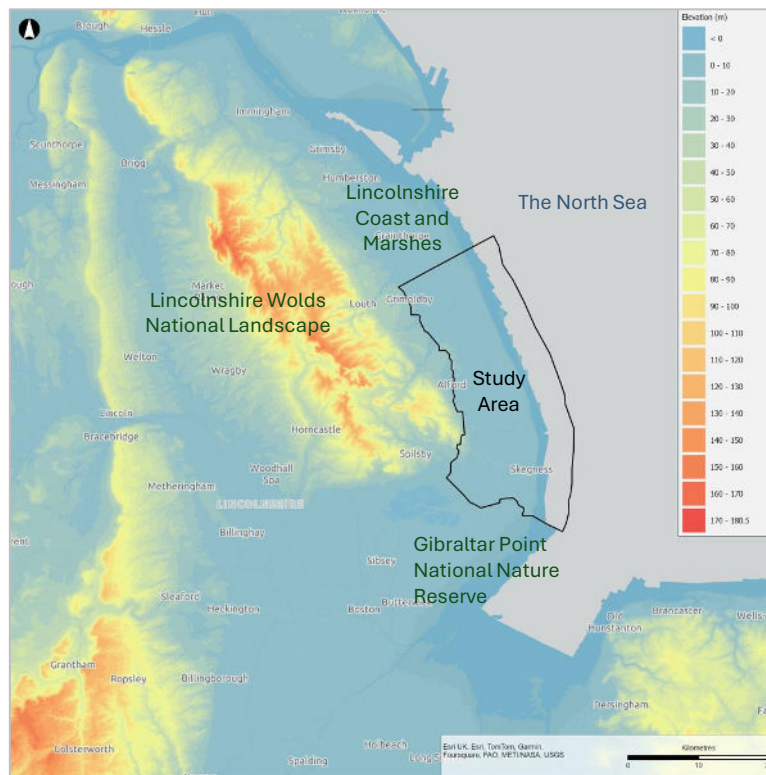 Brough
Hessle
Hull
Elevation (m)
< 0
0 - 10
10 - 20
20 - 30
30 - 40
40 - 50
50 - 60
60 - 70
70 - 80
80 - 90
90 - 100
100 - 110
110 - 120
120 - 130
130 - 140
140 - 150
150 - 160
160 - 170
170 - 180.5
Immingham
Scunthorpe
Grimsby
Brigg
Messingham
Humberston
Lincolnshire
Coast and
Marshes
The North Sea
Market
Lincolnshire Wolds
National Landscape
Louth
Grimoldby
Welton
Wragby
Alford
Study
Area
Lincoln
Bracebridge
Horncastle
Spilsby
Woodhall
Spa
Skegness
Metheringham
LINCOLNSHIRE
Billinghay
Gibraltar Point
National Nature
Reserve
Sibsey
Sleaford
Heckington
Boston
Old
Hunstanton
Brancaster
Wells-
Grantham
Ropsley
Billingborough
Dersingham
Colsterworth
Spalding
Holbeach
Long S
Esri UK, Esri, TomTom, Garmin,
Foursquare, FAO, METI/NASA, USGS
Kilometres
0
10